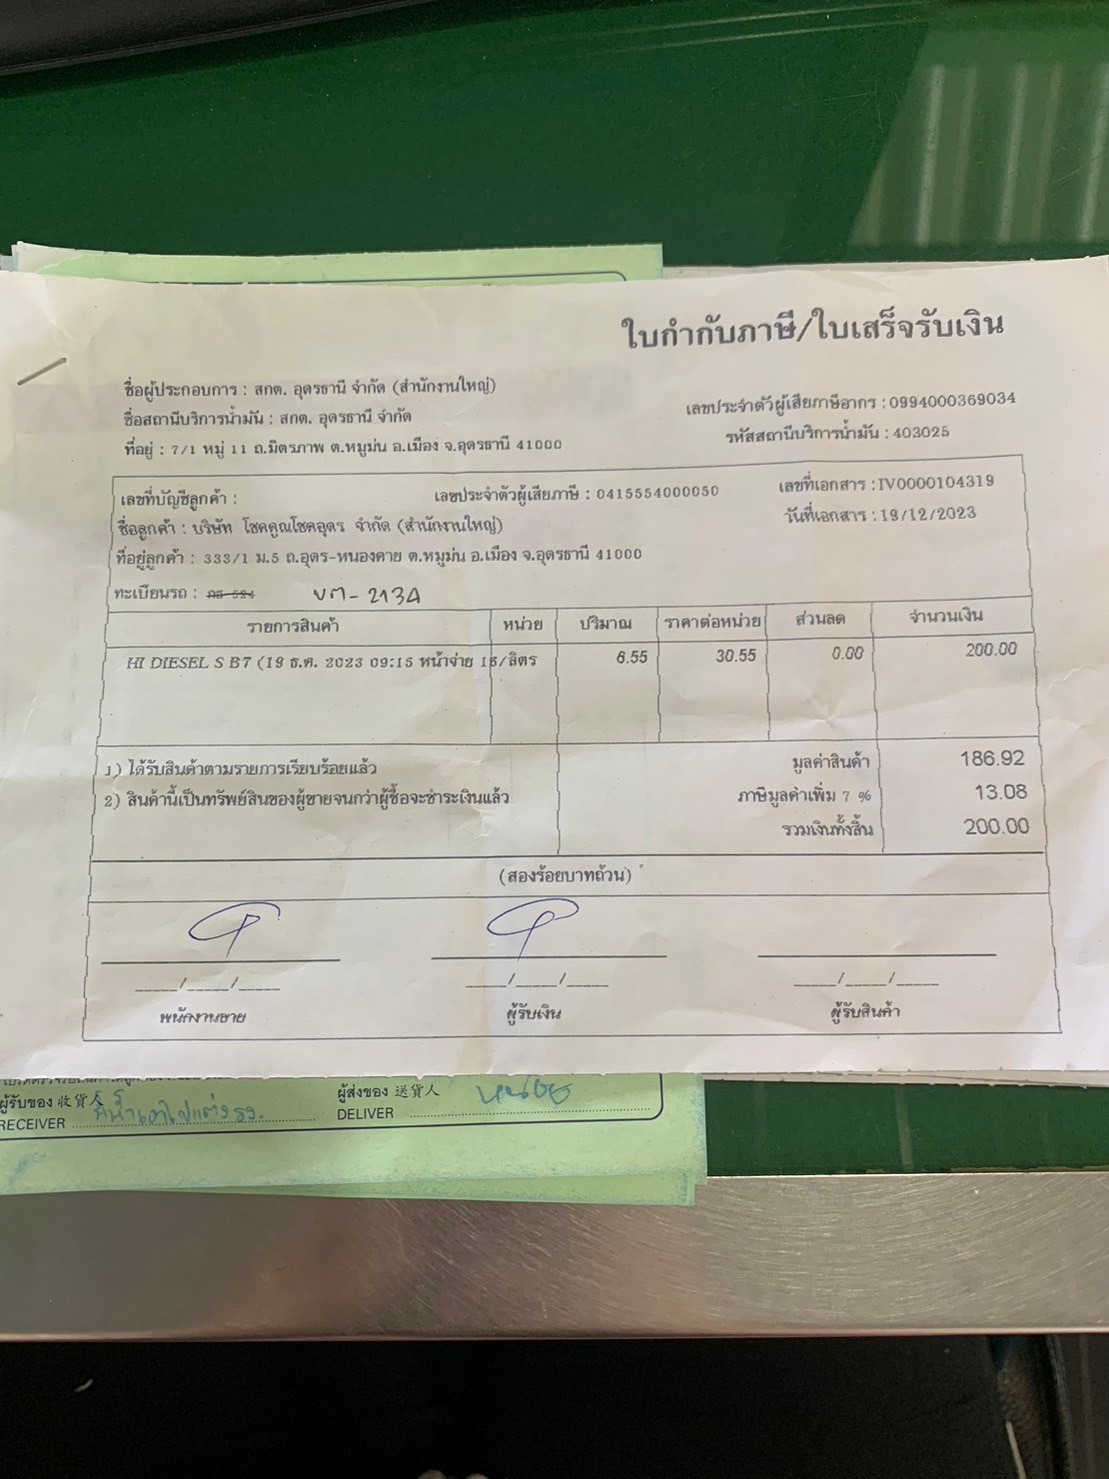 ใบกำกับภาษี/ใบเสร็จรับเงิน
ชื่อผู้ประกอบการ : สกต. อุดรธานี จำกัด (สำนักงานใหญ่)
เลขประจำตัวผู้เสียภาษีอากร : 0994000369034
ชื่อสถานีบริการน้ำมัน : สกต. อุดรธานี จำกัด
รหัสสถานีบริการน้ำมัน : 403025
ที่อยู่ : 7/1 หมู่ 11 ถ.มิตรภาพ ต.หมูม่น อ.เมือง จ.อุดรธานี 41000
เลขที่บัญชีลูกค้า : เลขประจำตัวผู้เสียภาษี : 0415554000050 เลขที่เอกสาร : IV0000104319
ชื่อลูกค้า : บริษัท โชคคูณโชคอุดร จำกัด (สำนักงานใหญ่) วันที่เอกสาร : 19/12/2023
ที่อยู่ลูกค้า : 333/1 ม.5 ถ.อุดร-หนองคาย ต.หมูม่น อ.เมือง จ.อุดรธานี 41000
ทะเบียนรถ :
รายการสินค้า หน่วย ปริมาณ ราคาต่อหน่วย ส่วนลด จำนวนเงิน
HI DIESEL S B7 (19 ธ.ค. 2023 09:15 หน้าจ่าย 15/ลิตร 6.55 30.55 0.00 200.00
1) ได้รับสินค้าตามรายการเรียบร้อยแล้ว มูลค่าสินค้า 186.92
2) สินค้านี้เป็นทรัพย์สินของผู้ขายจนกว่าผู้ซื้อจะชำระเงินแล้ว ภาษีมูลค่าเพิ่ม 7 % 13.08
รวมเงินทั้งสิ้น 200.00
(สองร้อยบาทถ้วน)
____/____/____ ____/____/____ ____/____/____
พนักงานขาย ผู้รับเงิน ผู้รับสินค้า
ผู้รับของ 收貨人 ผู้ส่งของ 送貨人
RECEIVER DELIVER